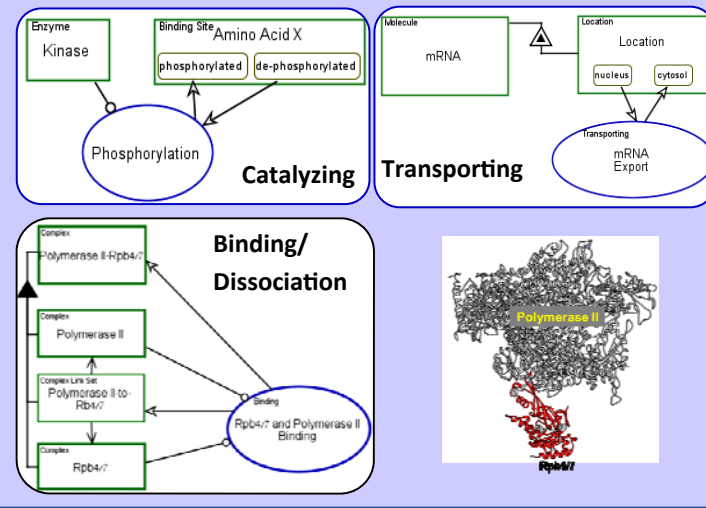 Enzyme
Kinase
Binding Site
Amino Acid X
phosphorylated
de-phosphorylated
Phosphorylation
Catalyzing
Molecule
mRNA
Location
Location
nucleus
cytosol
Transporting
mRNA
Export
Transporting
Binding/
Dissociation
Complex
Polymerase II-Rpb4/7
Complex
Polymerase II
Complex Link Set
Polymerase II-to-
Rb4/7
Complex
Rpb4/7
Binding
Rpb4/7 and Polymerase II
Binding
Polymerase II
Rpb4/7